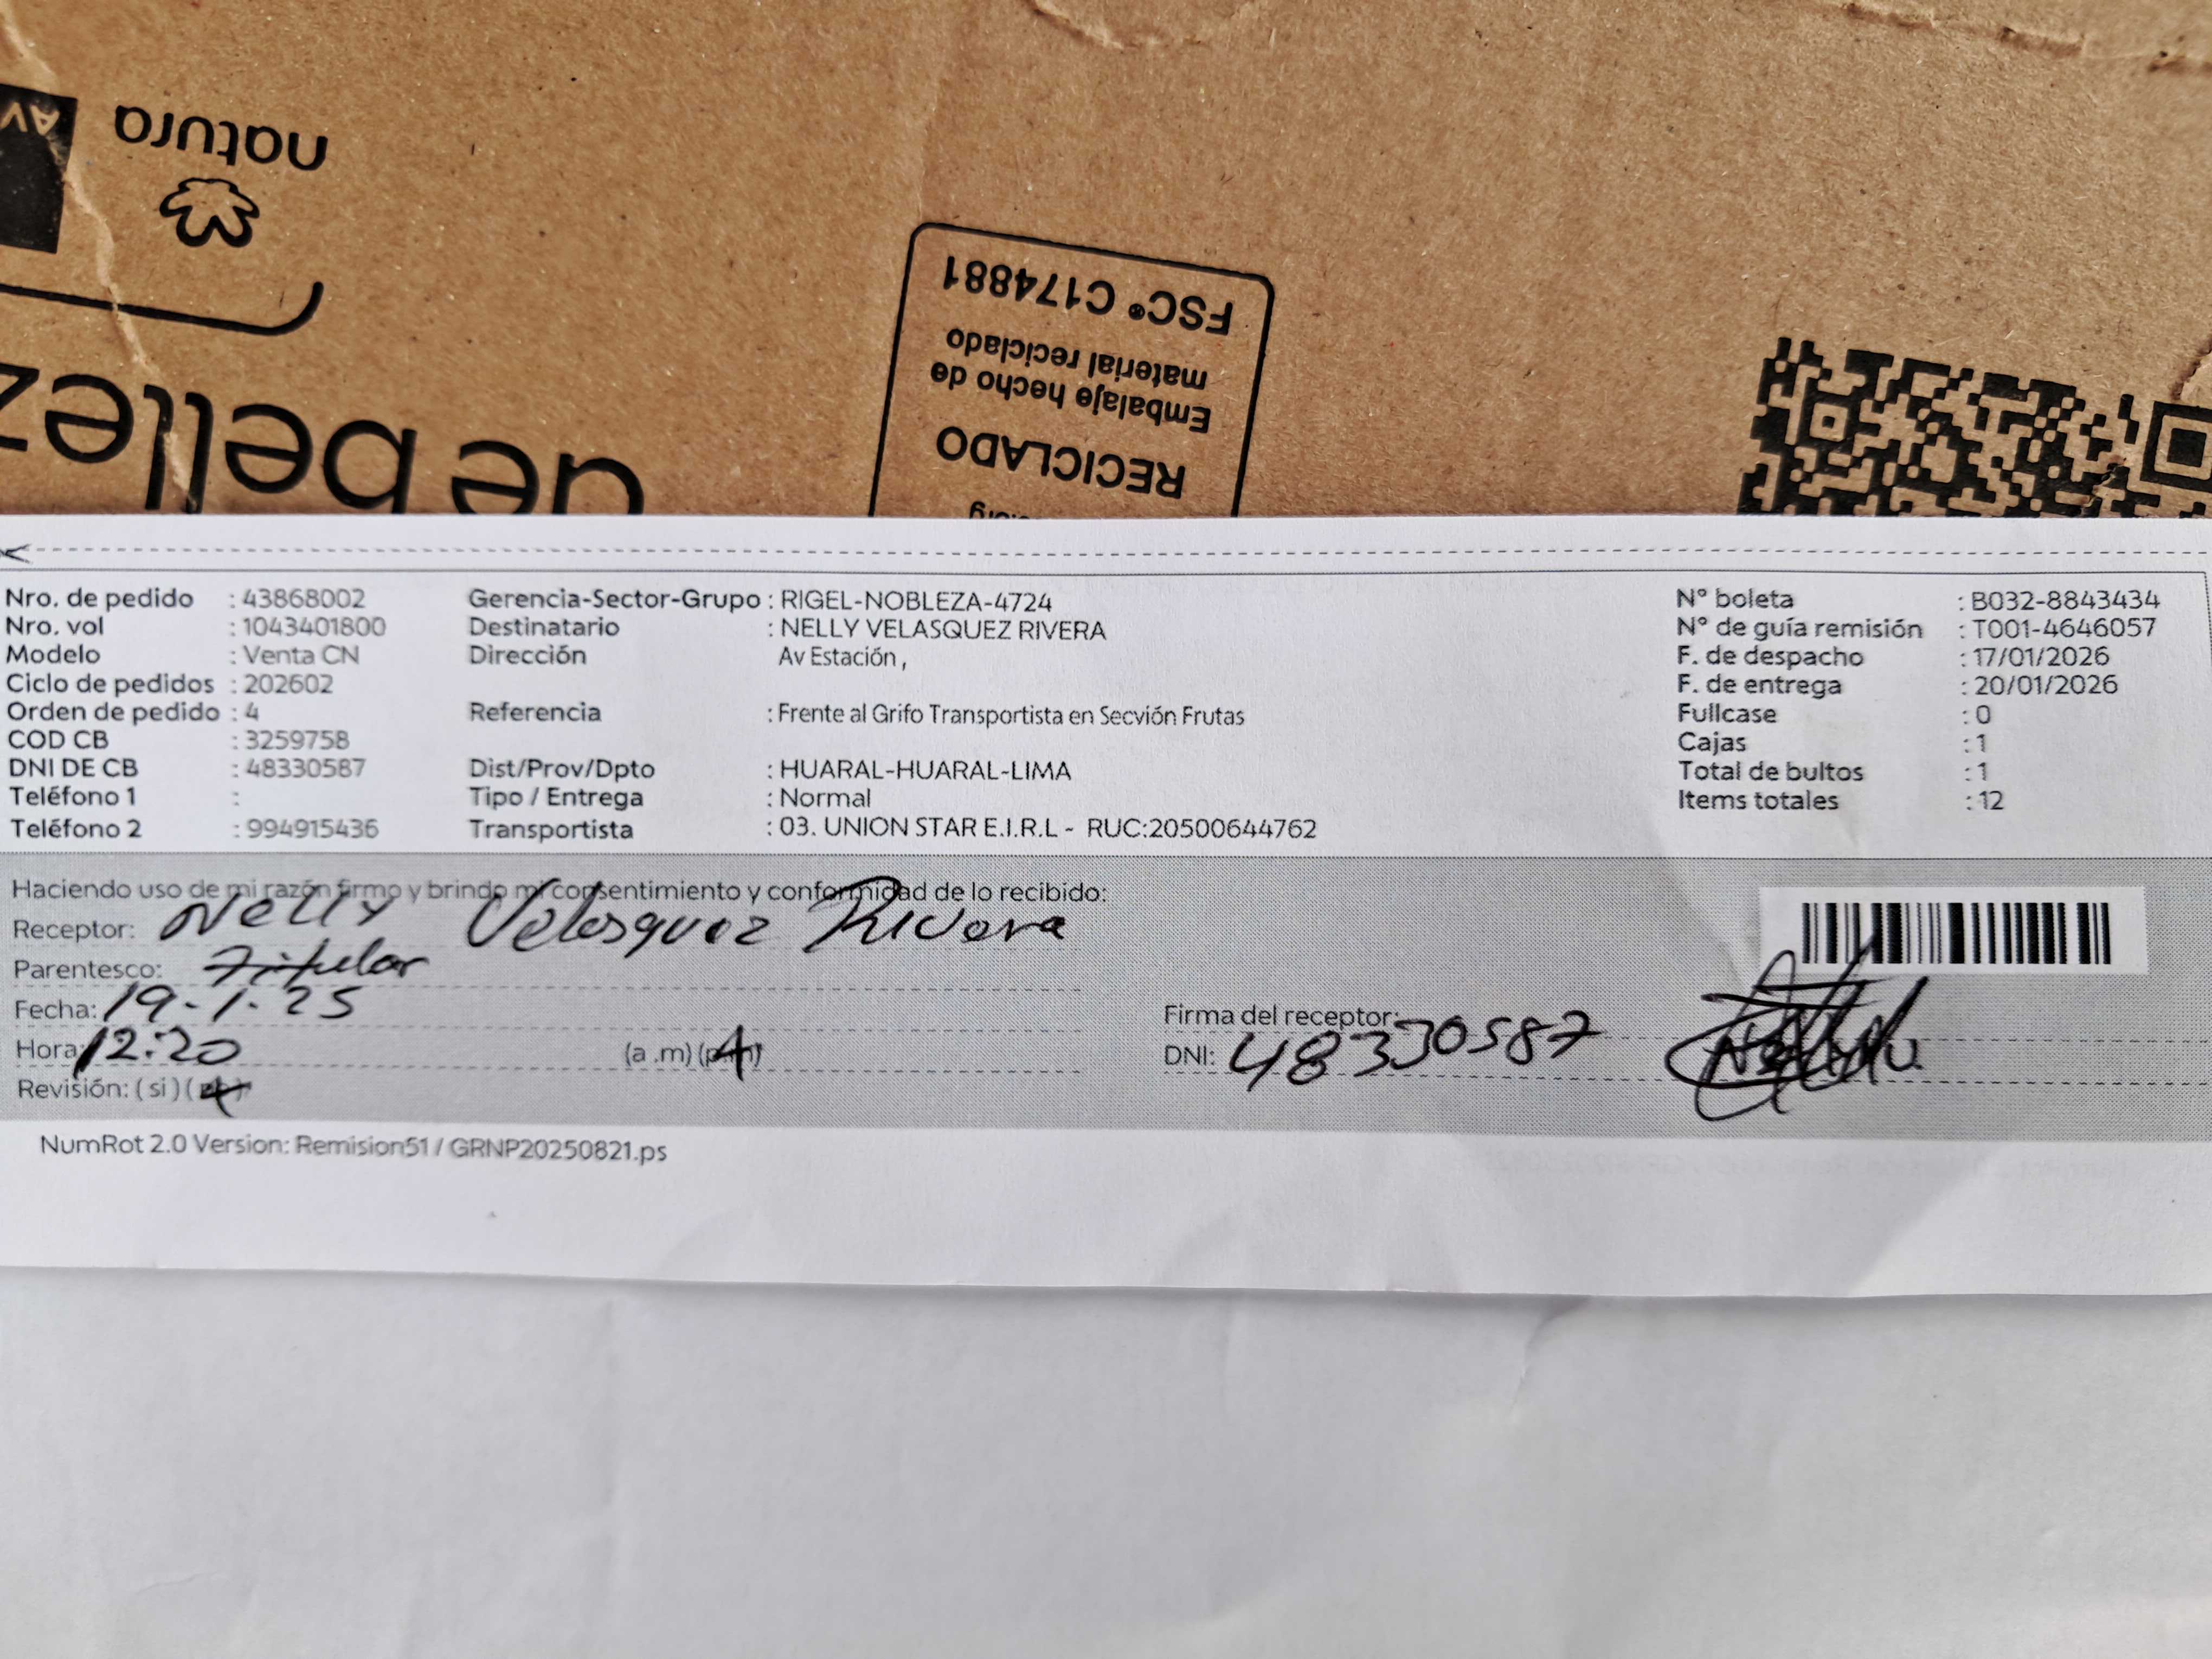 AV
natura
de bellez
FSC® C174881
material reciclado
Embalaje hecho de
RECICLADO
Nro. de pedido : 43868002 Gerencia-Sector-Grupo : RIGEL-NOBLEZA-4724 N° boleta : B032-8843434
Nro. vol : 1043401800 Destinatario : NELLY VELASQUEZ RIVERA N° de guía remisión : T001-4646057
Modelo : Venta CN Dirección Av Estación , F. de despacho : 17/01/2026
Ciclo de pedidos : 202602 F. de entrega : 20/01/2026
Orden de pedido : 4 Referencia : Frente al Grifo Transportista en Secvión Frutas Fullcase : 0
COD CB : 3259758 Cajas : 1
DNI DE CB : 48330587 Dist/Prov/Dpto : HUARAL-HUARAL-LIMA Total de bultos : 1
Teléfono 1 : Tipo / Entrega : Normal Items totales : 12
Teléfono 2 : 994915436 Transportista : 03. UNION STAR E.I.R.L - RUC:20500644762
Haciendo uso de mi razón firmo y brindo mi consentimiento y conformidad de lo recibido:
Receptor: Nelly Velasquez Rivera
Parentesco: Titular
Fecha: 19-1-25 Firma del receptor:
Hora: 12:20 (a .m) (p.m) DNI: 48330587
Revisión: ( si ) ( no )
NumRot 2.0 Version: Remision51 / GRNP20250821.ps